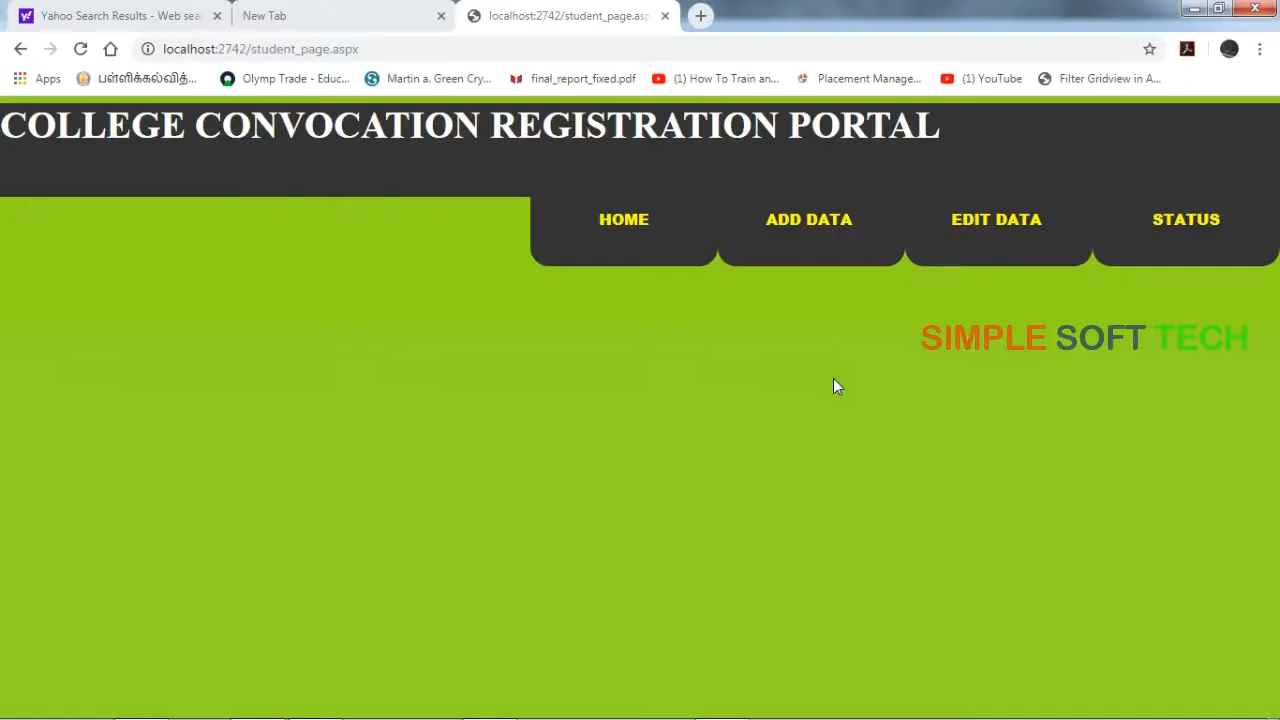 Yahoo Search Results - Web sea
New Tab
localhost:2742/student_page.asp
localhost:2742/student_page.aspx
Apps
பள்ளிக்கல்வித்...
Olymp Trade - Educ...
Martin a. Green Cry...
final_report_fixed.pdf
(1) How To Train an...
Placement Manage...
(1) YouTube
Filter Gridview in A...
COLLEGE CONVOCATION REGISTRATION PORTAL
HOME
ADD DATA
EDIT DATA
STATUS
SIMPLE SOFT TECH